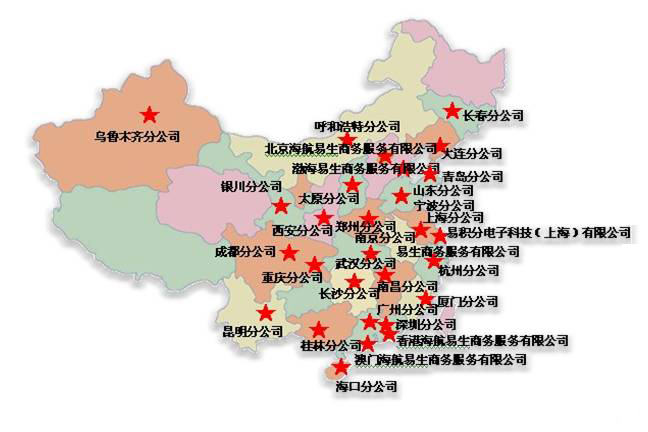 长春分公司
呼和浩特分公司
乌鲁木齐分公司
北京海航易生商务服务有限公司
大连分公司
渤海易生商务服务有限公司
青岛分公司
银川分公司
山东分公司
太原分公司
宁波分公司
上海分公司
西安分公司
郑州分公司
易积分电子科技(上海)有限公司
南京分公司
成都分公司
易生商务服务有限公司
武汉分公司
杭州分公司
重庆分公司
南昌分公司
长沙分公司
厦门分公司
广州分公司
昆明分公司
深圳分公司
桂林分公司
香港海航易生商务服务有限公司
澳门海航易生商务服务有限公司
海口分公司